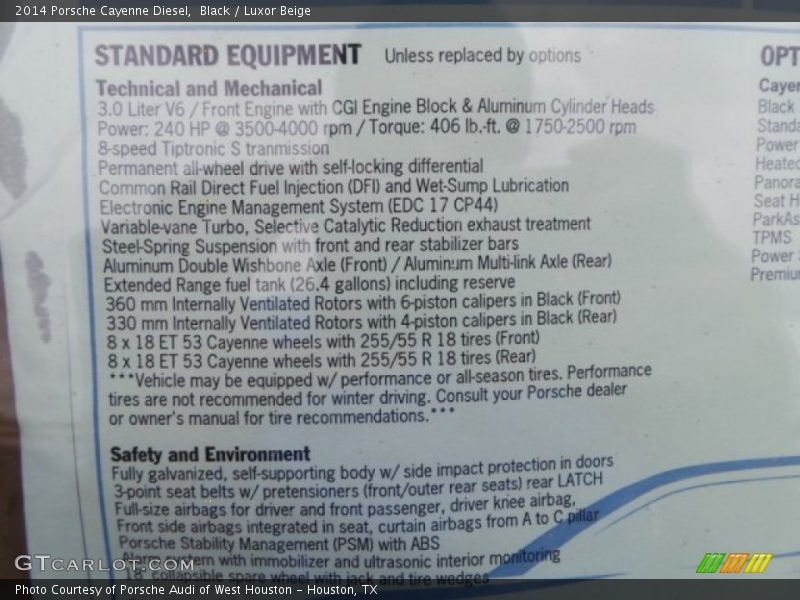 2014 Porsche Cayenne Diesel, Black / Luxor Beige
STANDARD EQUIPMENT Unless replaced by options
Technical and Mechanical
3.0 Liter V6 / Front Engine with CGI Engine Block & Aluminum Cylinder Heads
Power: 240 HP @ 3500-4000 rpm / Torque: 406 lb.-ft. @ 1750-2500 rpm
8-speed Tiptronic S tranmission
Permanent all-wheel drive with self-locking differential
Common Rail Direct Fuel Injection (DFI) and Wet-Sump Lubrication
Electronic Engine Management System (EDC 17 CP44)
Variable-vane Turbo, Selective Catalytic Reduction exhaust treatment
Steel-Spring Suspension with front and rear stabilizer bars
Aluminum Double Wishbone Axle (Front) / Aluminum Multi-link Axle (Rear)
Extended Range fuel tank (26.4 gallons) including reserve
360 mm Internally Ventilated Rotors with 6-piston calipers in Black (Front)
330 mm Internally Ventilated Rotors with 4-piston calipers in Black (Rear)
8 x 18 ET 53 Cayenne wheels with 255/55 R 18 tires (Front)
8 x 18 ET 53 Cayenne wheels with 255/55 R 18 tires (Rear)
***Vehicle may be equipped w/ performance or all-season tires. Performance
tires are not recommended for winter driving. Consult your Porsche dealer
or owner's manual for tire recommendations.***
Safety and Environment
Fully galvanized, self-supporting body w/ side impact protection in doors
3-point seat belts w/ pretensioners (front/outer rear seats) rear LATCH
Full-size airbags for driver and front passenger, driver knee airbag,
Front side airbags integrated in seat, curtain airbags from A to C pillar
Porsche Stability Management (PSM) with ABS
Alarm system with immobilizer and ultrasonic interior monitoring
18" collapsible spare wheel with jack and tire wedges
OPT
Cayen
Black
Standa
Power
Heated
Panora
Seat H
ParkAs
TPMS
Power
Premiu
GTcarlot.com
Photo Courtesy of Porsche Audi of West Houston - Houston, TX